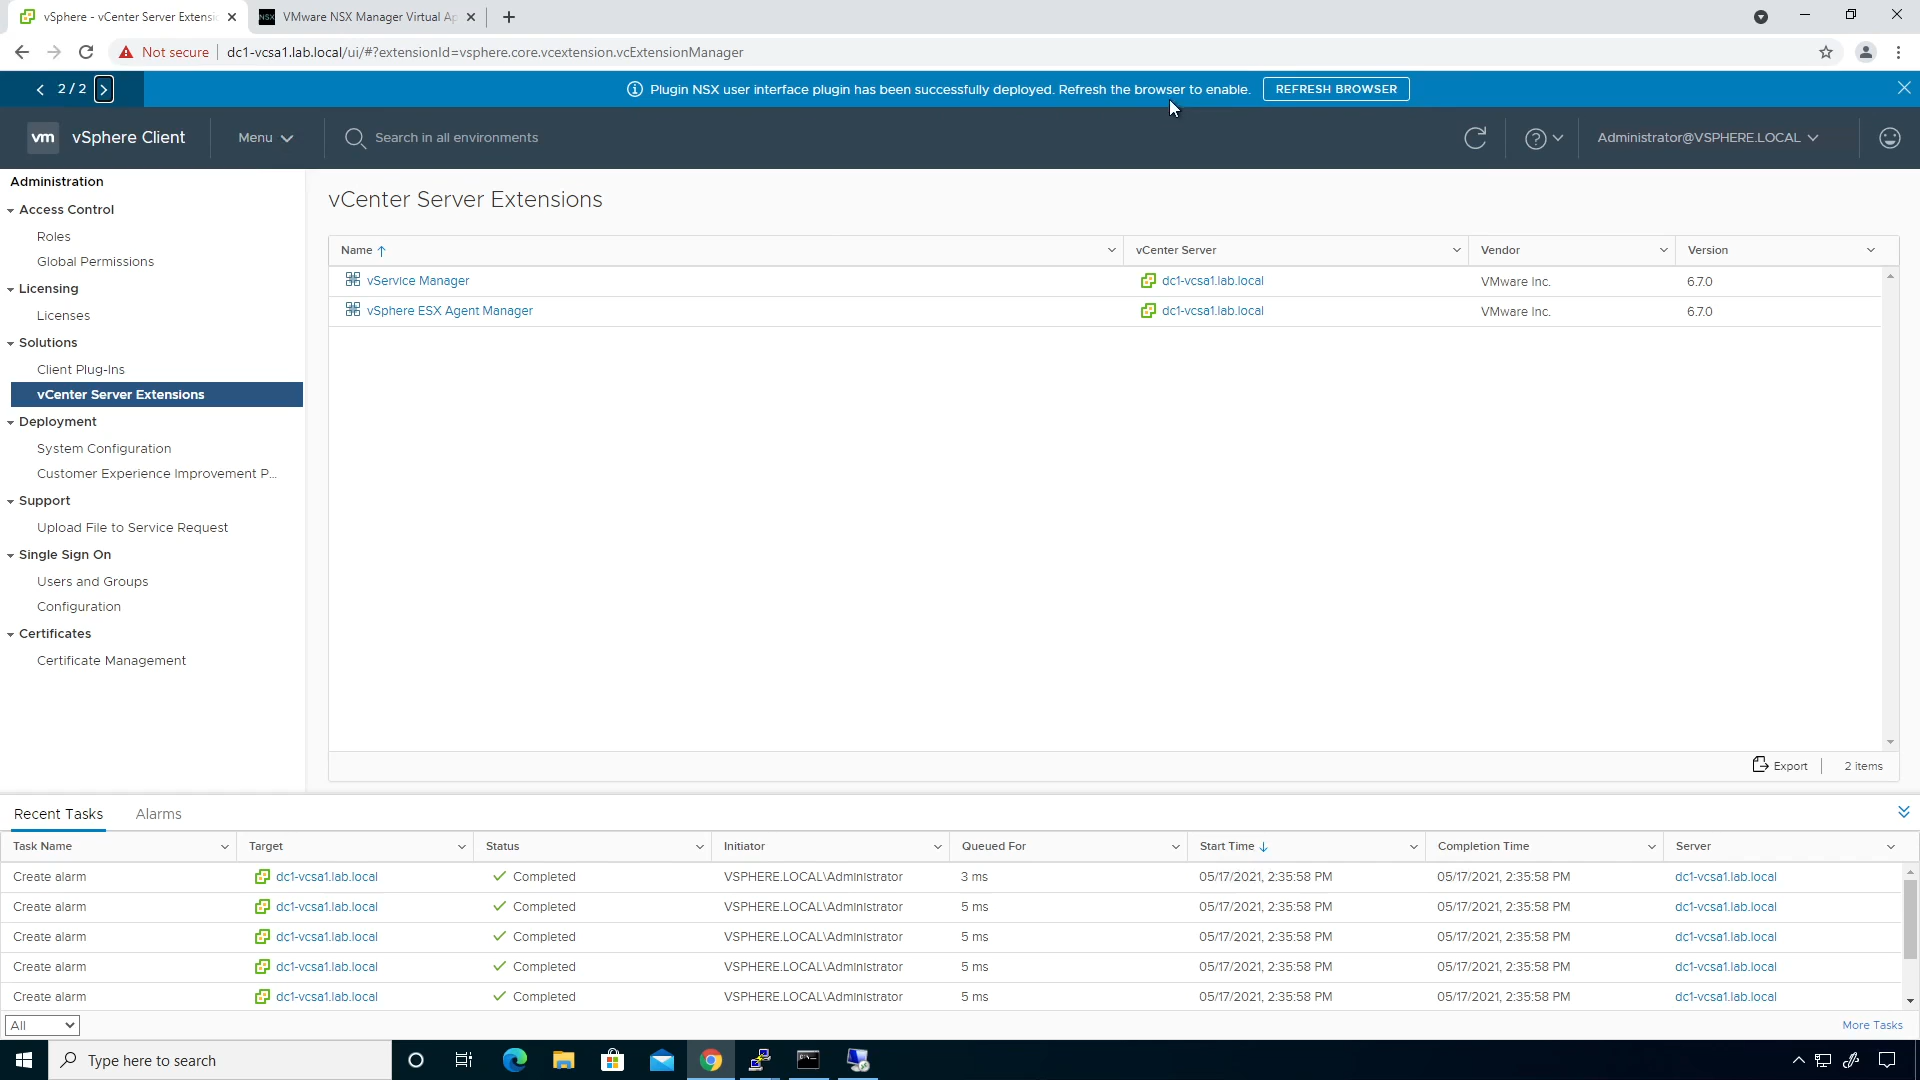 vSphere - vCenter Server Extensi
VMware NSX Manager Virtual Ap
Not secure
dc1-vcsa1.lab.local/ui/#?extensionId=vsphere.core.vcextension.vcExtensionManager
2 / 2
Plugin NSX user interface plugin has been successfully deployed. Refresh the browser to enable.
REFRESH BROWSER
vm vSphere Client
Menu
Search in all environments
Administrator@VSPHERE.LOCAL
Administration
Access Control
Roles
Global Permissions
Licensing
Licenses
Solutions
Client Plug-Ins
vCenter Server Extensions
Deployment
System Configuration
Customer Experience Improvement P...
Support
Upload File to Service Request
Single Sign On
Users and Groups
Configuration
Certificates
Certificate Management
vCenter Server Extensions
Name vCenter Server Vendor Version
vService Manager dc1-vcsa1.lab.local VMware Inc. 6.7.0
vSphere ESX Agent Manager dc1-vcsa1.lab.local VMware Inc. 6.7.0
Export 2 items
Recent Tasks Alarms
Task Name Target Status Initiator Queued For Start Time Completion Time Server
Create alarm dc1-vcsa1.lab.local Completed VSPHERE.LOCAL\Administrator 3 ms 05/17/2021, 2:35:58 PM 05/17/2021, 2:35:58 PM dc1-vcsa1.lab.local
Create alarm dc1-vcsa1.lab.local Completed VSPHERE.LOCAL\Administrator 5 ms 05/17/2021, 2:35:58 PM 05/17/2021, 2:35:58 PM dc1-vcsa1.lab.local
Create alarm dc1-vcsa1.lab.local Completed VSPHERE.LOCAL\Administrator 5 ms 05/17/2021, 2:35:58 PM 05/17/2021, 2:35:58 PM dc1-vcsa1.lab.local
Create alarm dc1-vcsa1.lab.local Completed VSPHERE.LOCAL\Administrator 5 ms 05/17/2021, 2:35:58 PM 05/17/2021, 2:35:58 PM dc1-vcsa1.lab.local
Create alarm dc1-vcsa1.lab.local Completed VSPHERE.LOCAL\Administrator 5 ms 05/17/2021, 2:35:58 PM 05/17/2021, 2:35:58 PM dc1-vcsa1.lab.local
All
More Tasks
Type here to search